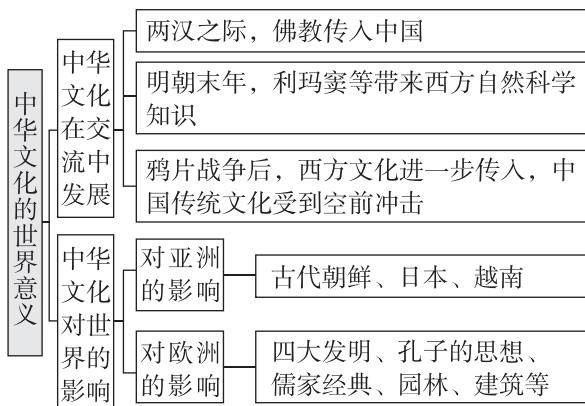 中华文化的世界意义
中华
文化
在交
流中
发展
两汉之际，佛教传入中国
明朝末年，利玛窦等带来西方自然科学
知识
鸦片战争后，西方文化进一步传入，中
国传统文化受到空前冲击
中华
文化
对世
界的
影响
对亚洲
的影响
古代朝鲜、日本、越南
对欧洲
的影响
四大发明、孔子的思想、
儒家经典、园林、建筑等